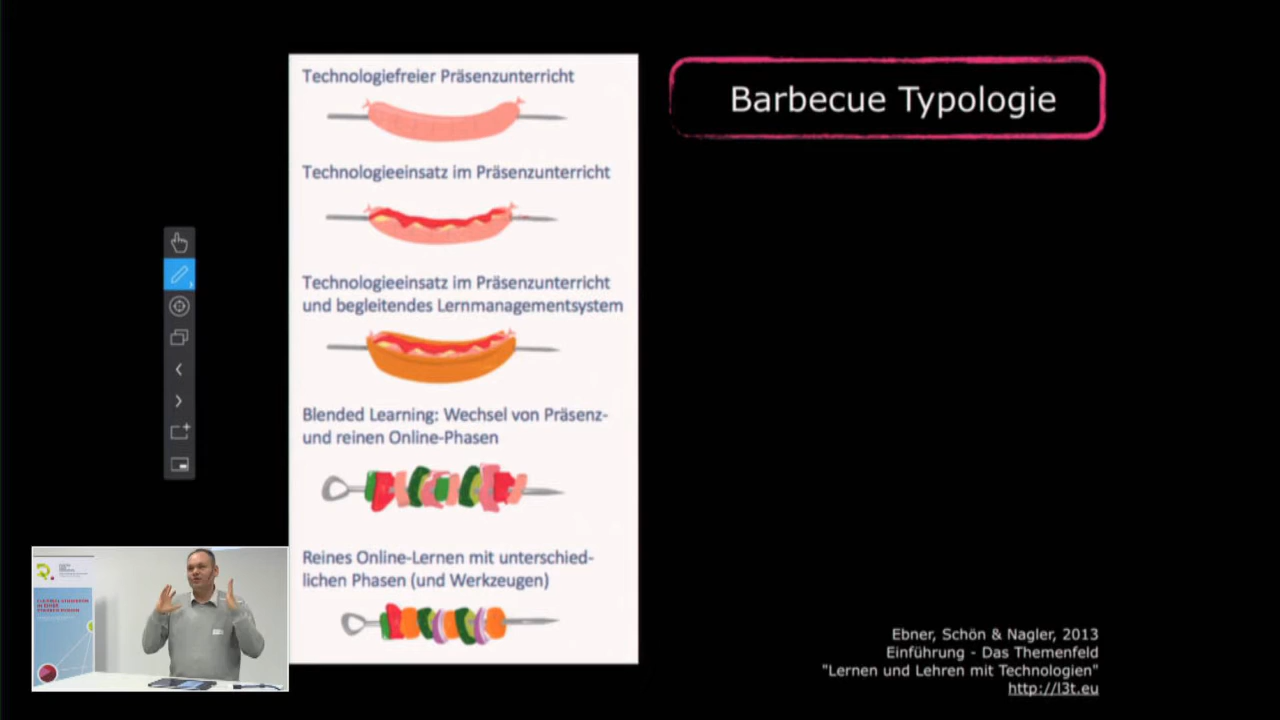 Technologiefreier Präsenzunterricht
Technologieeinsatz im Präsenzunterricht
Technologieeinsatz im Präsenzunterricht
und begleitendes Lernmanagementsystem
Blended Learning: Wechsel von Präsenz-
und reinen Online-Phasen
Reines Online-Lernen mit unterschied-
lichen Phasen (und Werkzeugen)
Barbecue Typologie
Ebner, Schön & Nagler, 2013
Einführung - Das Themenfeld
"Lernen und Lehren mit Technologien"
http://l3t.eu